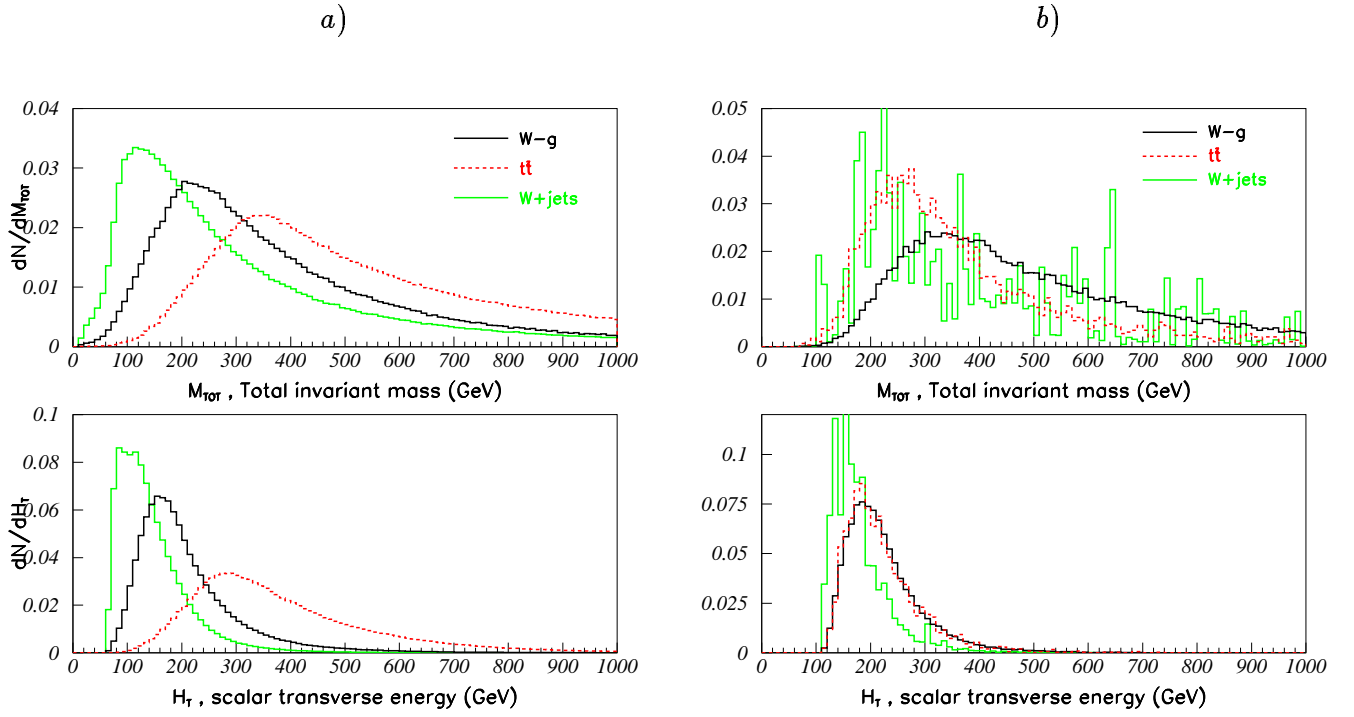 a) b)
0.04
0.03
0.02
0.01
0
dN/dM_TOT
W-g
tt̄
W+jets
0 100 200 300 400 500 600 700 800 900 1000
M_TOT , Total invariant mass (GeV)
0.05
0.04
0.03
0.02
0.01
0
W-g
tt̄
W+jets
0 100 200 300 400 500 600 700 800 900 1000
M_TOT , Total invariant mass (GeV)
0.1
0.08
0.06
0.04
0.02
0
dN/dH_T
0 100 200 300 400 500 600 700 800 900 1000
H_T , scalar transverse energy (GeV)
0.1
0.075
0.05
0.025
0
0 100 200 300 400 500 600 700 800 900 1000
H_T , scalar transverse energy (GeV)